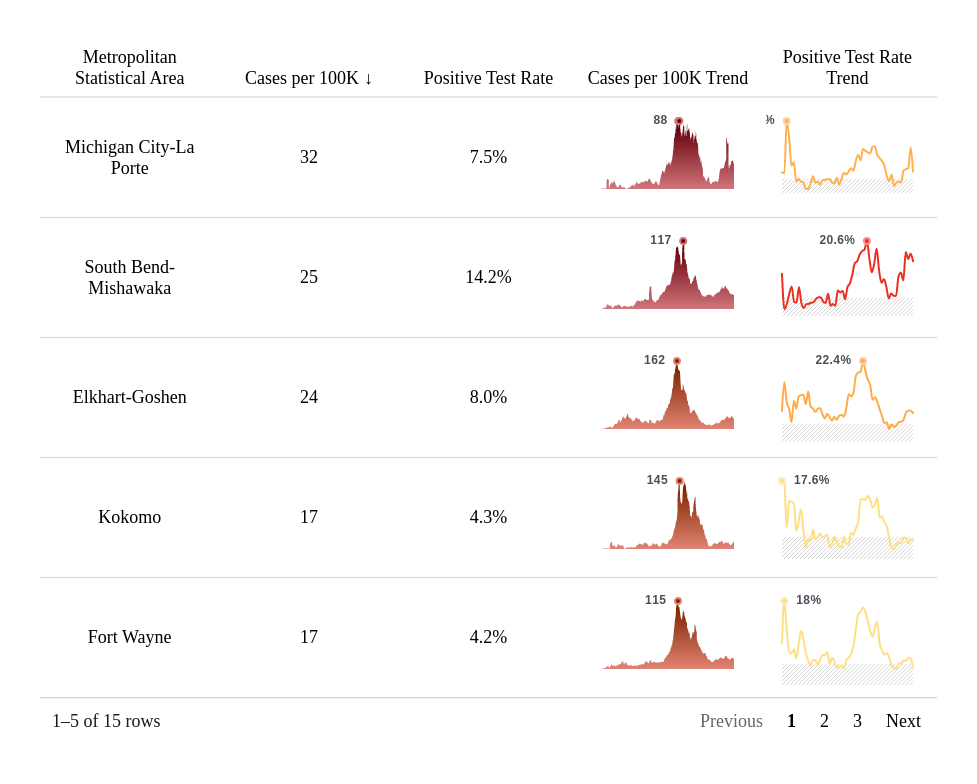 Metropolitan
Statistical Area
Cases per 100K ↓
Positive Test Rate
Cases per 100K Trend
Positive Test Rate
Trend
Michigan City-La
Porte
32
7.5%
88
%
South Bend-
Mishawaka
25
14.2%
117
20.6%
Elkhart-Goshen
24
8.0%
162
22.4%
Kokomo
17
4.3%
145
17.6%
Fort Wayne
17
4.2%
115
18%
1–5 of 15 rows
Previous 1 2 3 Next